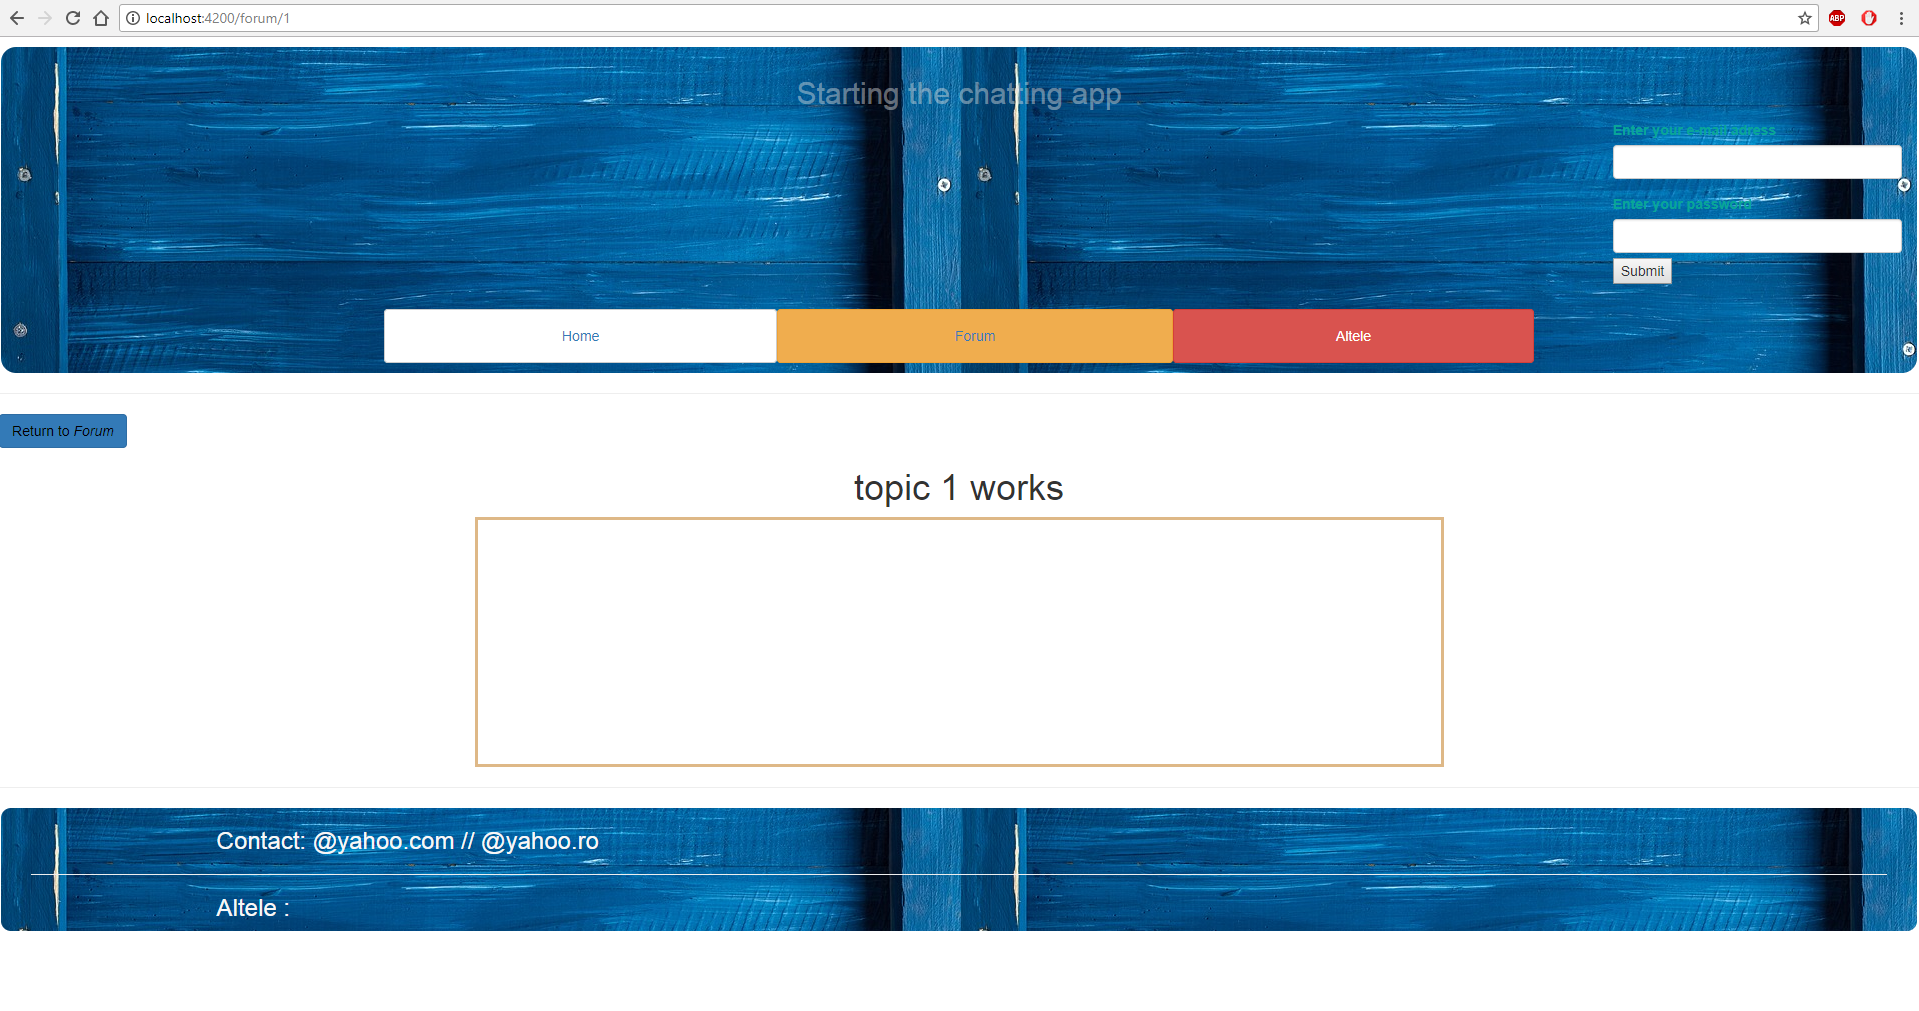 localhost:4200/forum/1
ABP
Starting the chatting app
Enter your e-mail adress
Enter your password
Submit
Home
Forum
Altele
Return to Forum
topic 1 works
Contact: @yahoo.com // @yahoo.ro
Altele :